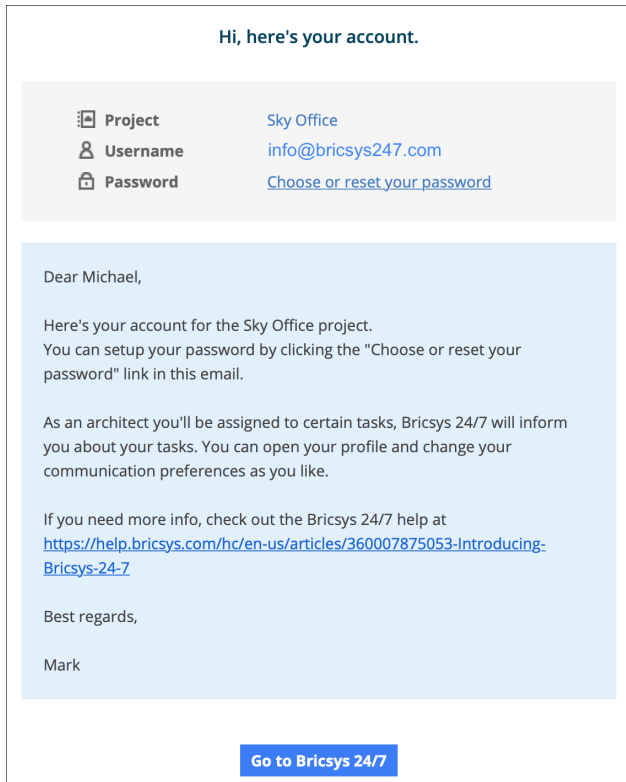 Hi, here's your account.
Project Sky Office
Username info@bricsys247.com
Password Choose or reset your password
Dear Michael,
Here's your account for the Sky Office project.
You can setup your password by clicking the "Choose or reset your
password" link in this email.
As an architect you'll be assigned to certain tasks, Bricsys 24/7 will inform
you about your tasks. You can open your profile and change your
communication preferences as you like.
If you need more info, check out the Bricsys 24/7 help at
https://help.bricsys.com/hc/en-us/articles/360007875053-Introducing-
Bricsys-24-7
Best regards,
Mark
Go to Bricsys 24/7